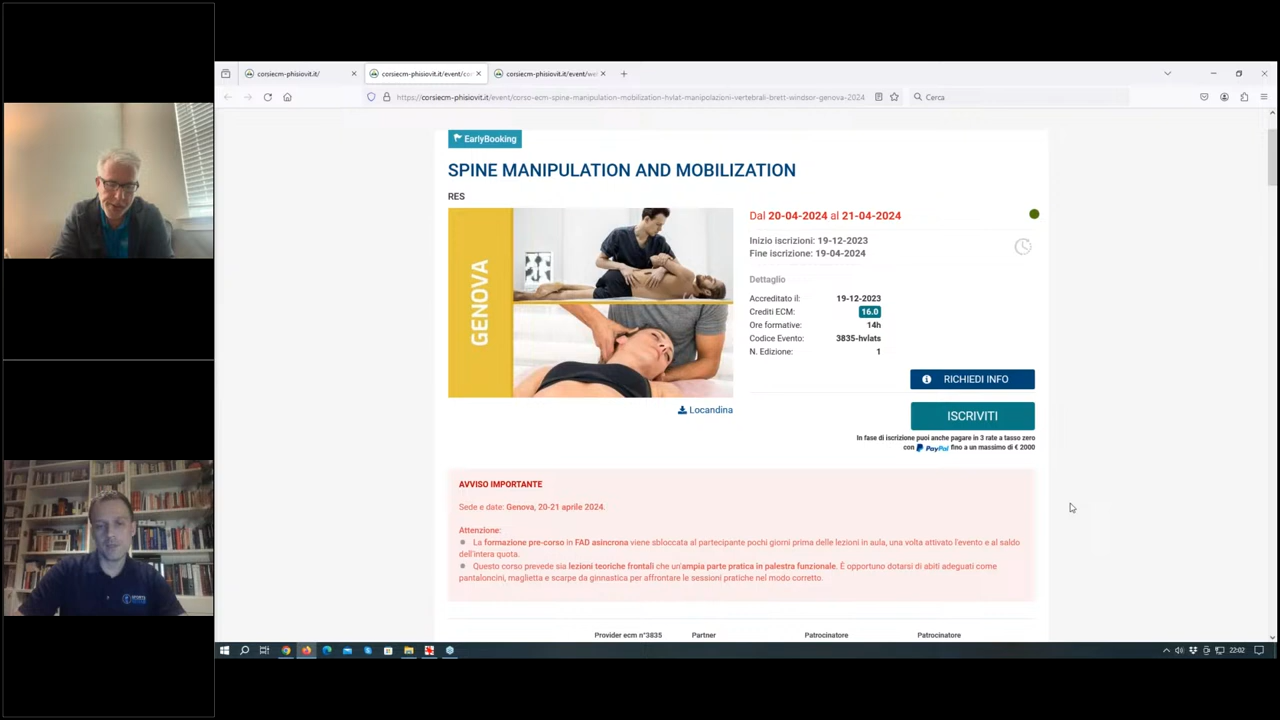 corsiecm-phisiovit.it/
corsiecm-phisiovit.it/event/cor
corsiecm-phisiovit.it/event/wel
https://corsiecm-phisiovit.it/event/corso-ecm-spine-manipulation-mobilization-hvlat-manipolazioni-vertebrali-brett-windsor-genova-2024
Cerca
EarlyBooking
SPINE MANIPULATION AND MOBILIZATION
RES
GENOVA
Locandina
Dal 20-04-2024 al 21-04-2024
Inizio iscrizioni: 19-12-2023
Fine iscrizione: 19-04-2024
Dettaglio
Accreditato il: 19-12-2023
Crediti ECM: 16.0
Ore formative: 14h
Codice Evento: 3835-hvlats
N. Edizione: 1
RICHIEDI INFO
ISCRIVITI
In fase di iscrizione puoi anche pagare in 3 rate a tasso zero
con PayPal fino a un massimo di € 2000
AVVISO IMPORTANTE
Sede e date: Genova, 20-21 aprile 2024.
Attenzione:
La formazione pre-corso in FAD asincrona viene sbloccata al partecipante pochi giorni prima delle lezioni in aula, una volta attivato l'evento e al saldo
dell'intera quota.
Questo corso prevede sia lezioni teoriche frontali che un'ampia parte pratica in palestra funzionale. È opportuno dotarsi di abiti adeguati come
pantaloncini, maglietta e scarpe da ginnastica per affrontare le sessioni pratiche nel modo corretto.
Provider ecm n°3835 Partner Patrocinatore Patrocinatore
22:02